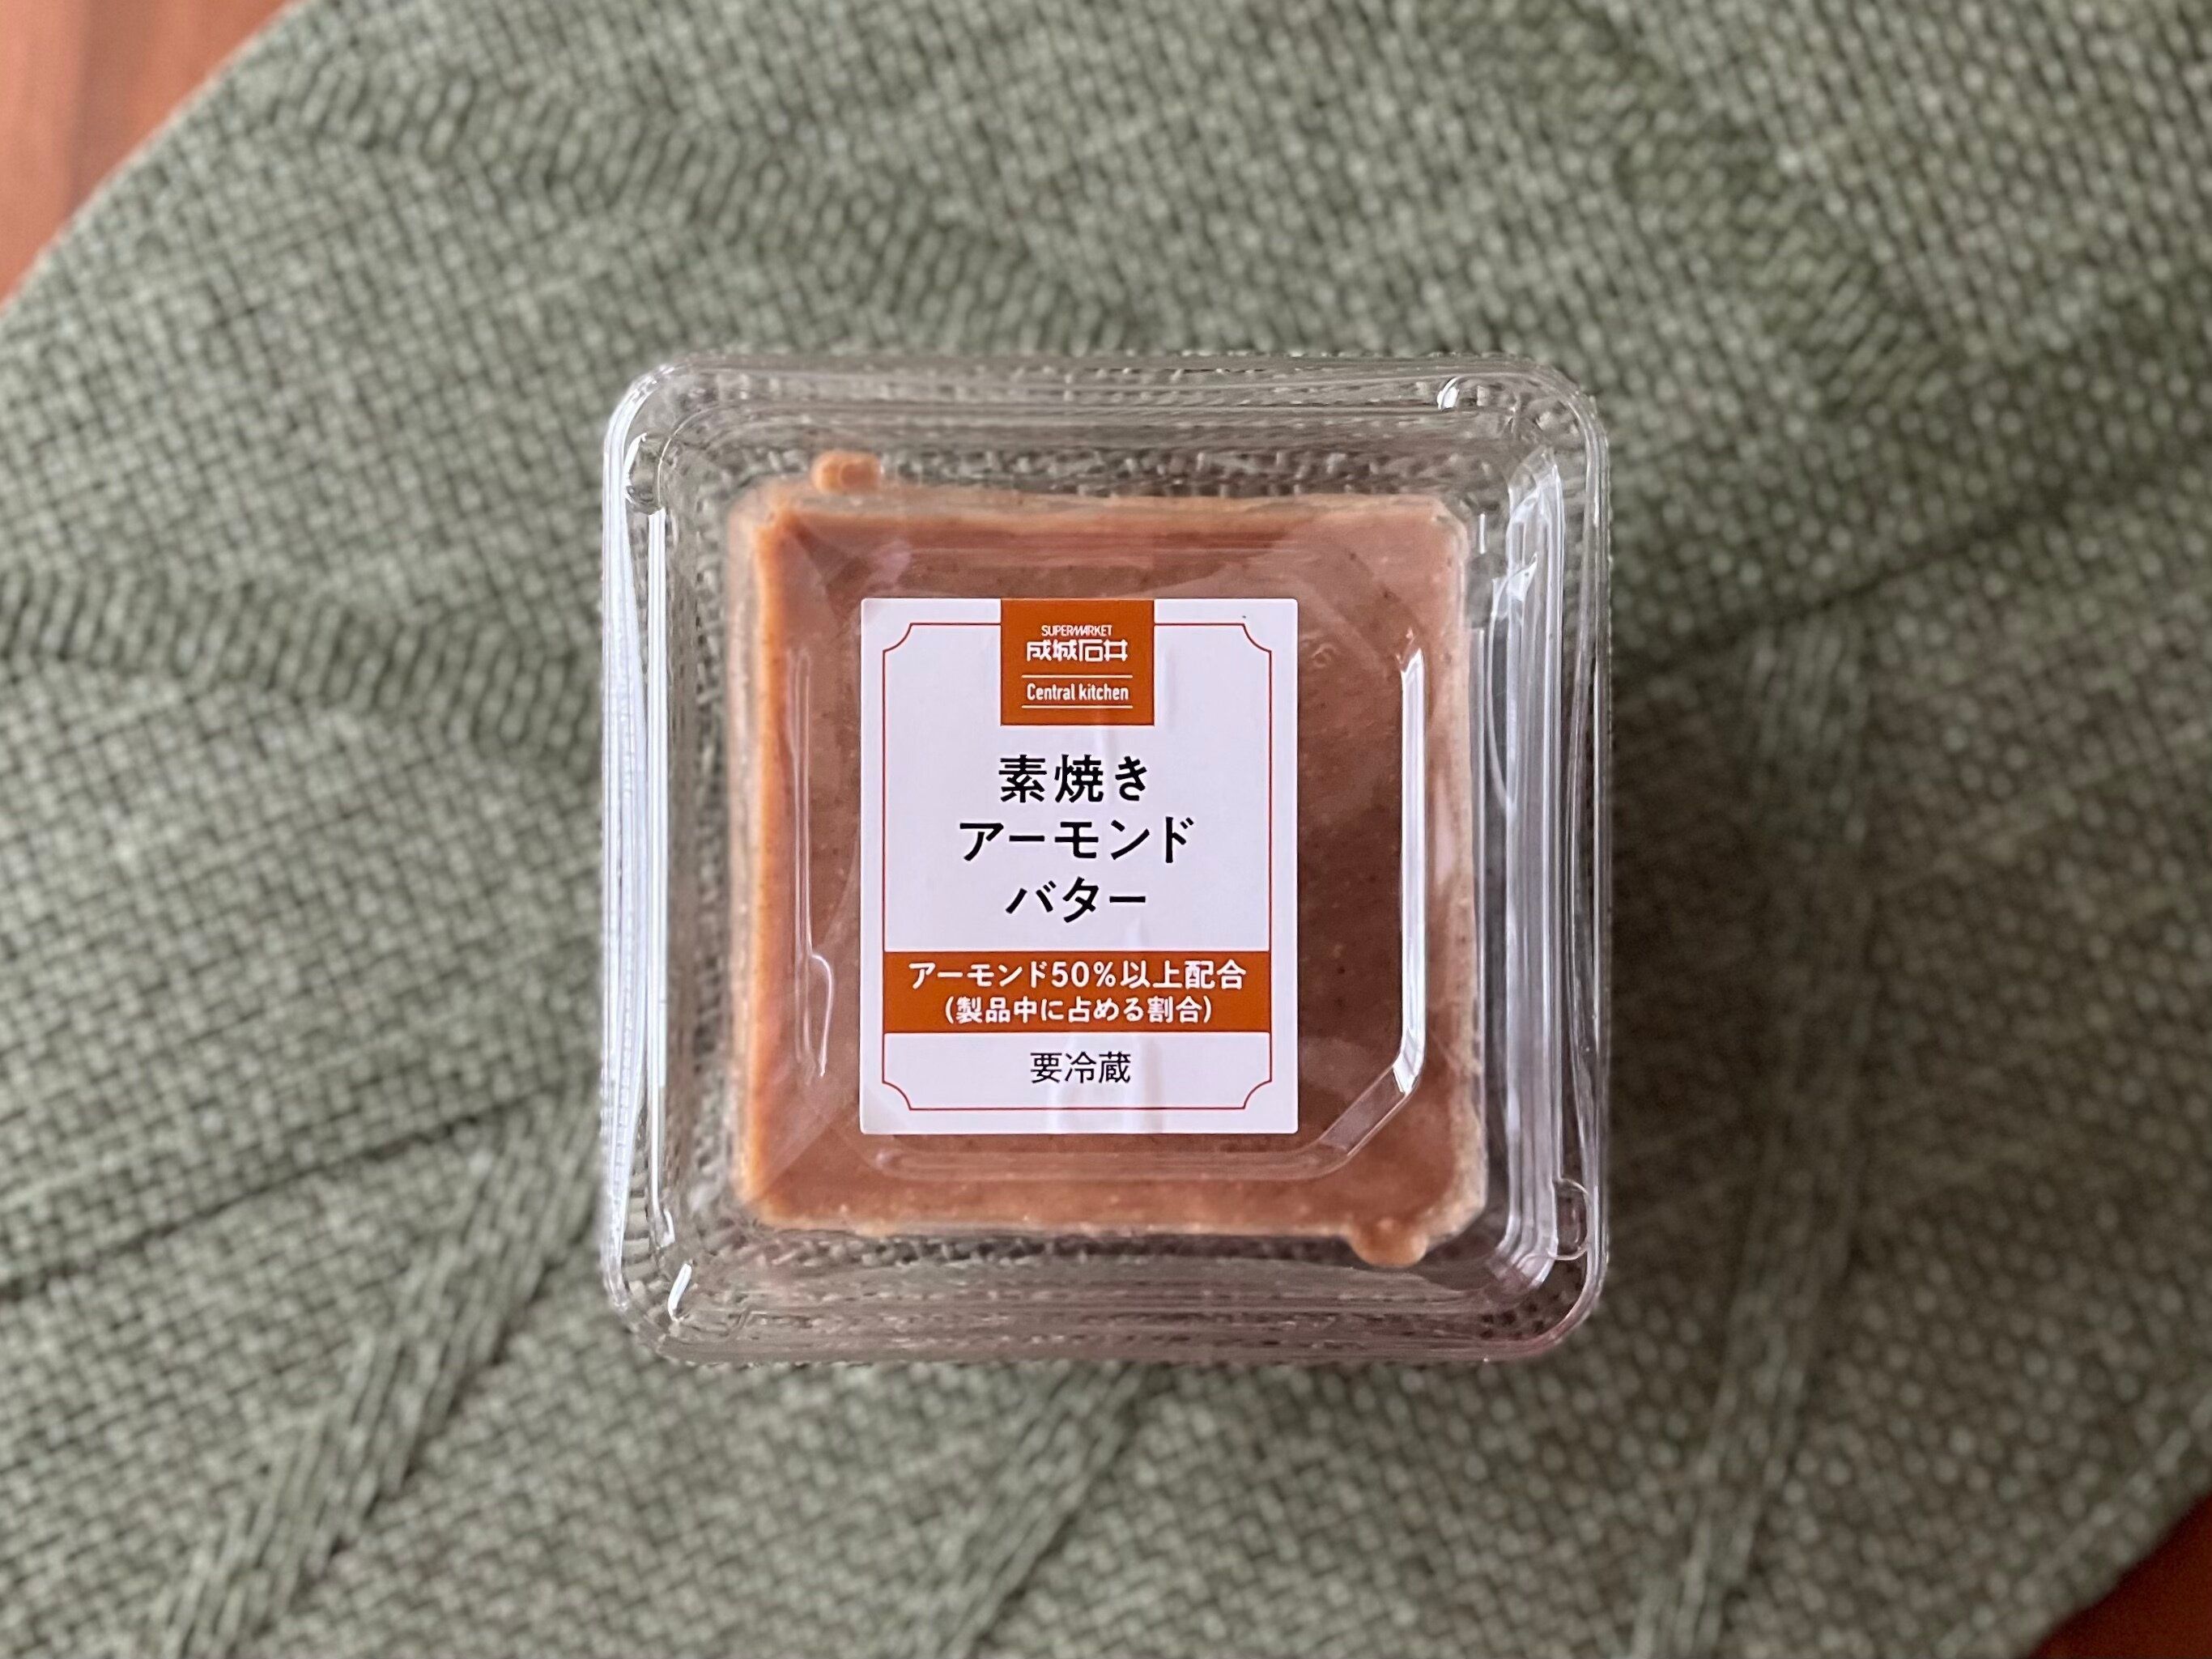 SUPERMARKET
成城石井
Central kitchen
素焼き
アーモンド
バター
アーモンド50%以上配合
(製品中に占める割合)
要冷蔵